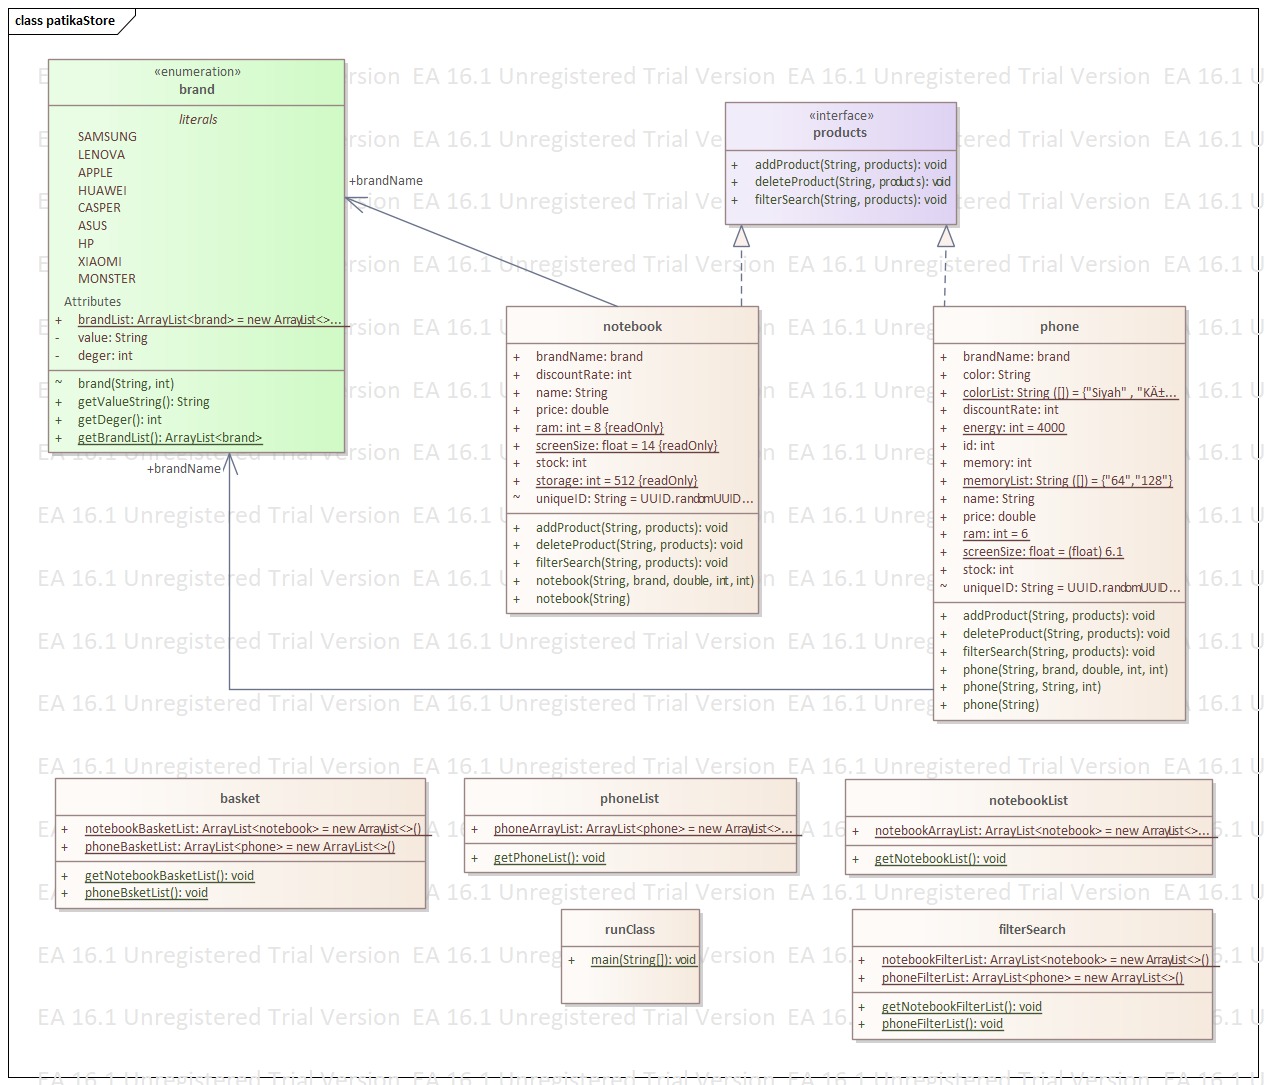 class patikaStore
EA 16.1 Unregistered Trial Version
«enumeration»
brand
literals
SAMSUNG
LENOVA
APPLE
HUAWEI
CASPER
ASUS
HP
XIAOMI
MONSTER
Attributes
+ brandList: ArrayList<brand> = new ArrayList<>...
- value: String
- deger: int
~ brand(String, int)
+ getValueString(): String
+ getDeger(): int
+ getBrandList(): ArrayList<brand>
+brandName
+brandName
«interface»
products
+ addProduct(String, products): void
+ deleteProduct(String, products): void
+ filterSearch(String, products): void
notebook
+ brandName: brand
+ discountRate: int
+ name: String
+ price: double
+ ram: int = 8 {readOnly}
+ screenSize: float = 14 {readOnly}
+ stock: int
+ storage: int = 512 {readOnly}
~ uniqueID: String = UUID.randomUUID...
+ addProduct(String, products): void
+ deleteProduct(String, products): void
+ filterSearch(String, products): void
+ notebook(String, brand, double, int, int)
+ notebook(String)
phone
+ brandName: brand
+ color: String
+ colorList: String ([]) = {"Siyah" , "KÄ±...
+ discountRate: int
+ energy: int = 4000
+ id: int
+ memory: int
+ memoryList: String ([]) = {"64","128"}
+ name: String
+ price: double
+ ram: int = 6
+ screenSize: float = (float) 6.1
+ stock: int
~ uniqueID: String = UUID.randomUUID...
+ addProduct(String, products): void
+ deleteProduct(String, products): void
+ filterSearch(String, products): void
+ phone(String, brand, double, int, int)
+ phone(String, String, int)
+ phone(String)
basket
+ notebookBasketList: ArrayList<notebook> = new ArrayList<>()
+ phoneBasketList: ArrayList<phone> = new ArrayList<>()
+ getNotebookBasketList(): void
+ phoneBsketList(): void
phoneList
+ phoneArrayList: ArrayList<phone> = new ArrayList<>...
+ getPhoneList(): void
notebookList
+ notebookArrayList: ArrayList<notebook> = new ArrayList<>...
+ getNotebookList(): void
runClass
+ main(String[]): void
filterSearch
+ notebookFilterList: ArrayList<notebook> = new ArrayList<>()
+ phoneFilterList: ArrayList<phone> = new ArrayList<>()
+ getNotebookFilterList(): void
+ phoneFilterList(): void